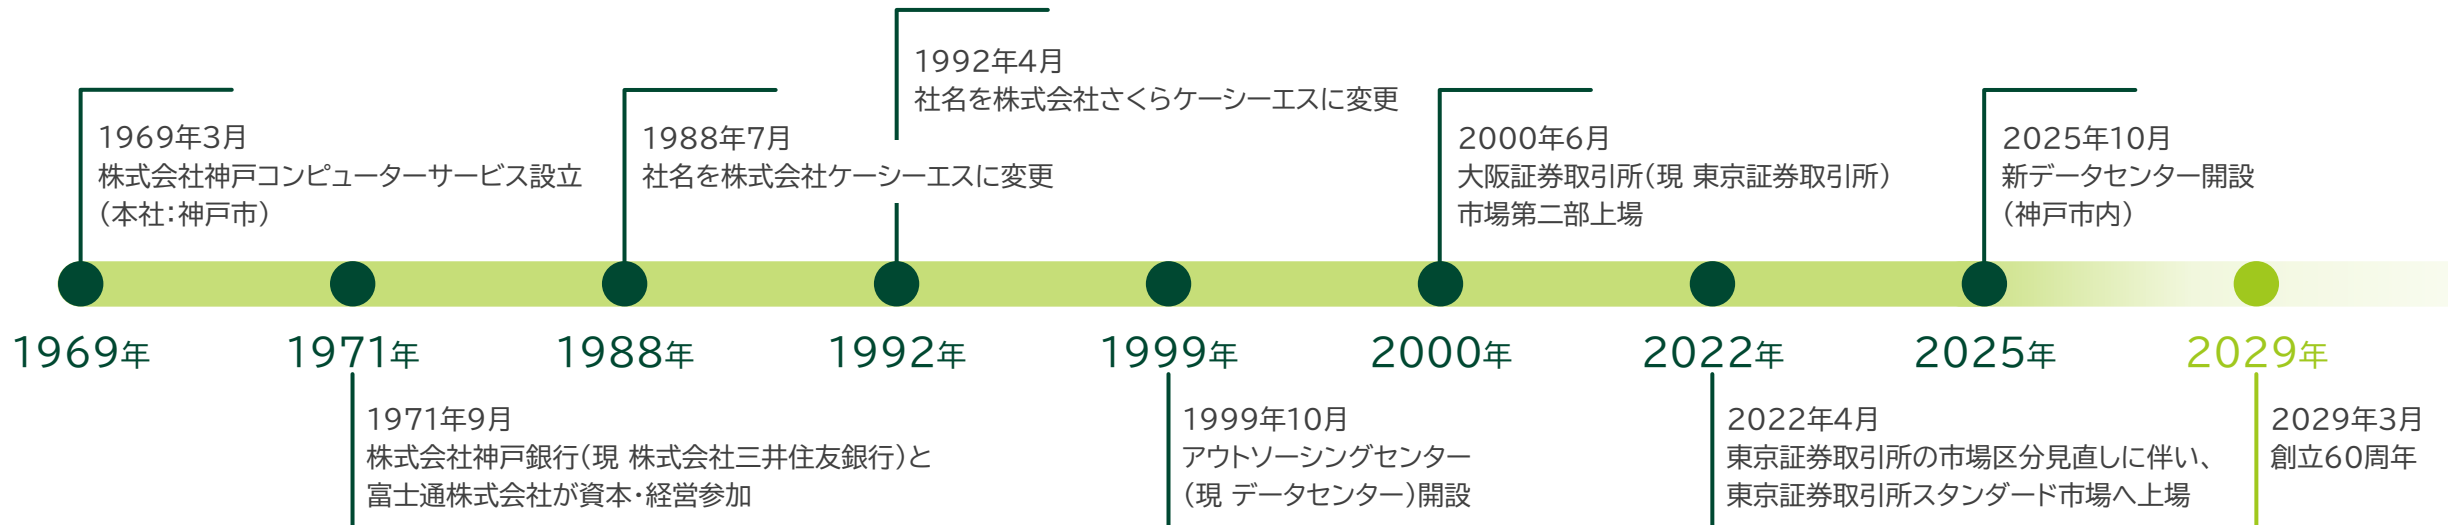 1992年4月
社名を株式会社さくらケーシーエスに変更
1969年3月
株式会社神戸コンピューターサービス設立
（本社：神戸市）
1988年7月
社名を株式会社ケーシーエスに変更
2000年6月
大阪証券取引所（現 東京証券取引所）
市場第二部上場
2025年10月
新データセンター開設
（神戸市内）
1969年
1971年
1988年
1992年
1999年
2000年
2022年
2025年
2029年
1971年9月
株式会社神戸銀行（現 株式会社三井住友銀行）と
富士通株式会社が資本・経営参加
1999年10月
アウトソーシングセンター
（現 データセンター）開設
2022年4月
東京証券取引所の市場区分見直しに伴い、
東京証券取引所スタンダード市場へ上場
2029年3月
創立60周年